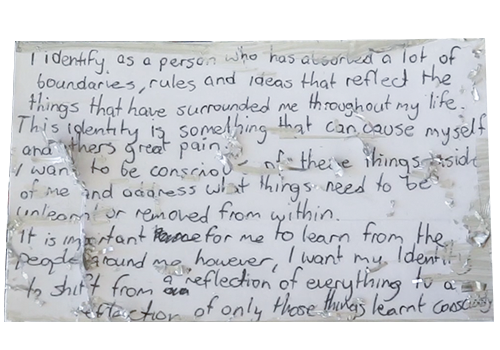 I identify as a person who has absorbed a lot of
boundaries, rules and ideas that reflect the
things that have surrounded me throughout my life.
This identity is something that can cause myself
and others great pain.
I want to be conscious of these things inside
of me and address what things need to be
unlearnt or removed from within.
It is important for me to learn from the
people around me, however, I want my Identity
to shift from a reflection of everything to a
reflection of only those things learnt consciously